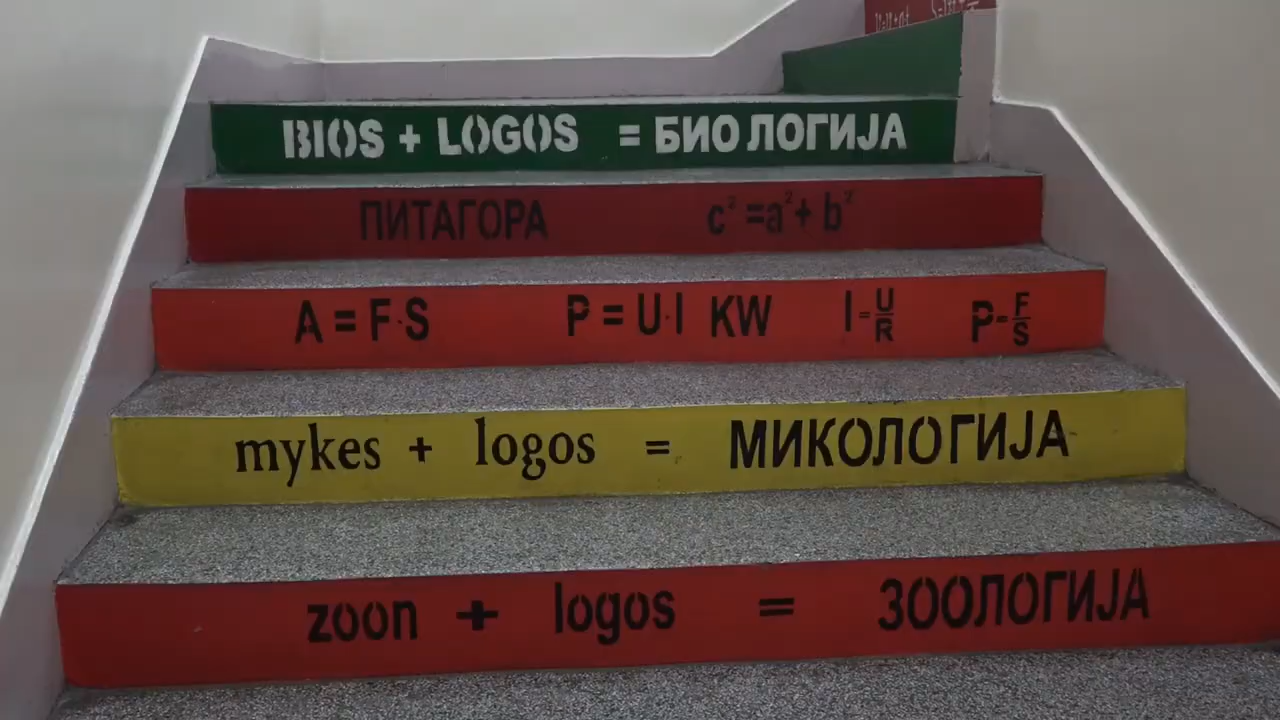 BIOS + LOGOS = БИОЛОГИЈА
ПИТАГОРА c²=a²+b²
A=F·S P=U·I KW I=U/R P=F/S
mykes + logos = МИКОЛОГИЈА
zoon + logos = ЗООЛОГИЈА